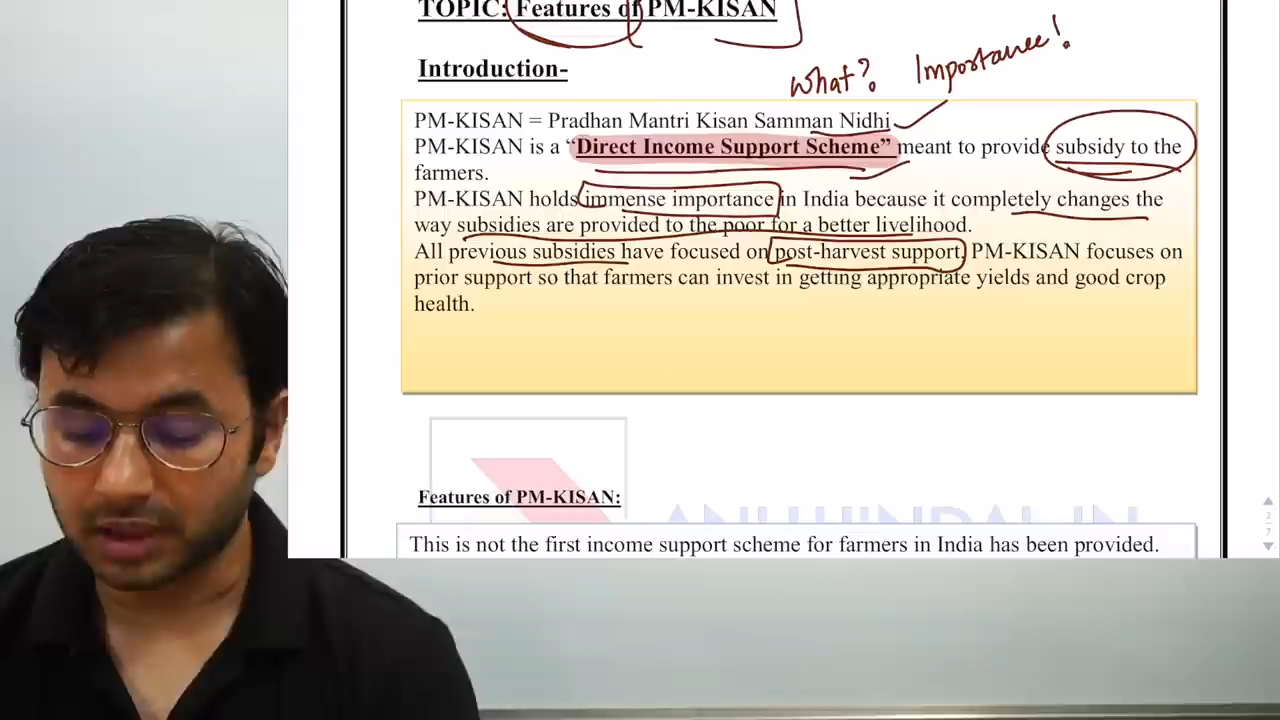 TOPIC: Features of PM-KISAN
Introduction-
What? Importance!
PM-KISAN = Pradhan Mantri Kisan Samman Nidhi
PM-KISAN is a “Direct Income Support Scheme” meant to provide subsidy to the
farmers.
PM-KISAN holds immense importance in India because it completely changes the
way subsidies are provided to the poor for a better livelihood.
All previous subsidies have focused on post-harvest support. PM-KISAN focuses on
prior support so that farmers can invest in getting appropriate yields and good crop
health.
Features of PM-KISAN:
This is not the first income support scheme for farmers in India has been provided.
2
7